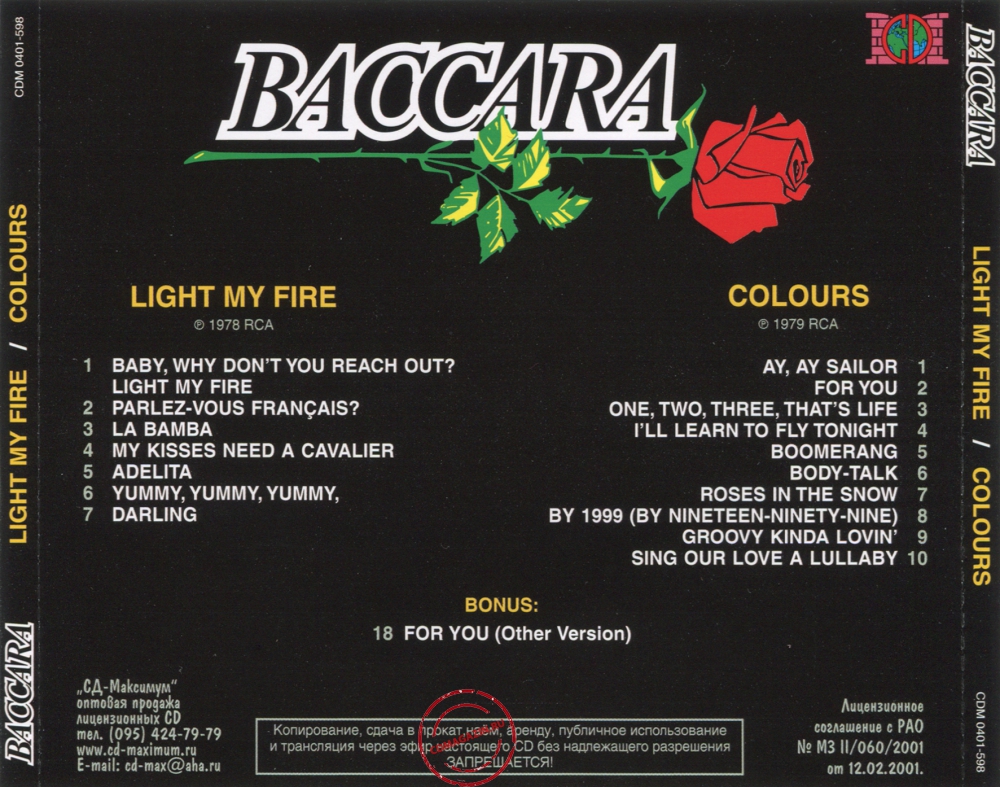 CDM 0401-598
BACCARA
BACCARA
LIGHT MY FIRE / COLOURS
LIGHT MY FIRE
℗ 1978 RCA
1 BABY, WHY DON'T YOU REACH OUT?
LIGHT MY FIRE
2 PARLEZ-VOUS FRANÇAIS?
3 LA BAMBA
4 MY KISSES NEED A CAVALIER
5 ADELITA
6 YUMMY, YUMMY, YUMMY,
7 DARLING
COLOURS
℗ 1979 RCA
AY, AY SAILOR 1
FOR YOU 2
ONE, TWO, THREE, THAT'S LIFE 3
I'LL LEARN TO FLY TONIGHT 4
BOOMERANG 5
BODY-TALK 6
ROSES IN THE SNOW 7
BY 1999 (BY NINETEEN-NINETY-NINE) 8
GROOVY KINDA LOVIN' 9
SING OUR LOVE A LULLABY 10
BONUS:
18 FOR YOU (Other Version)
LIGHT MY FIRE / COLOURS
BACCARA
„СД-Максимум“
оптовая продажа
лицензионных CD
тел. (095) 424-79-79
www.cd-maximum.ru
E-mail: cd-max@aha.ru
Копирование, сдача в прокат, наём, аренду, публичное использование
и трансляция через эфир настоящего CD без надлежащего разрешения
ЗАПРЕЩАЕТСЯ!
Лицензионное
соглашение с РАО
№ МЗ II/060/2001
от 12.02.2001.
CDM 0401-598